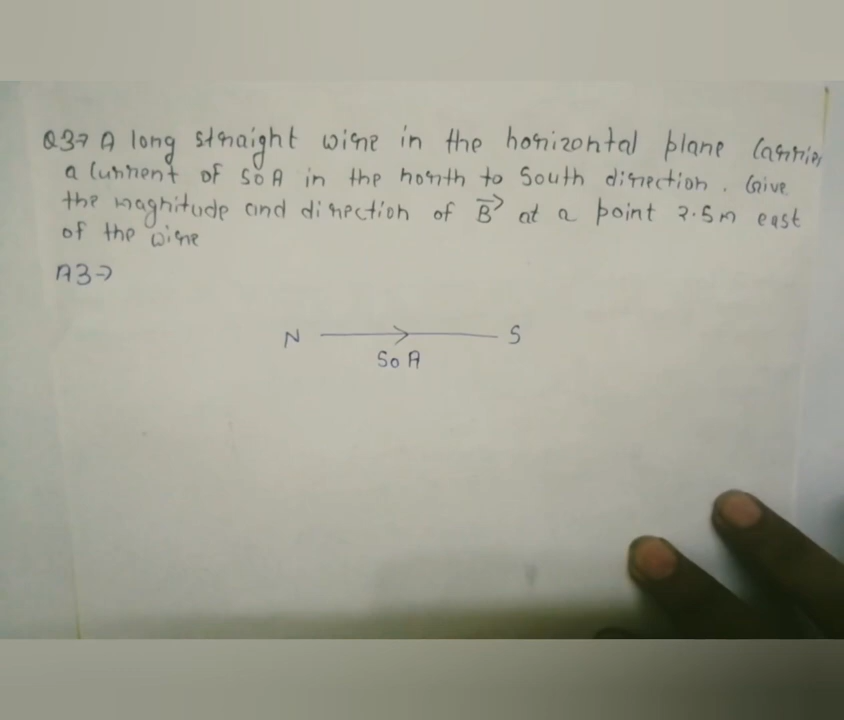 Q3→ A long straight wire in the horizontal plane carries
a current of 50 A in the north to South direction. Give
the magnitude and direction of B→ at a point 2.5m east
of the wire
A3→
N S
50 A